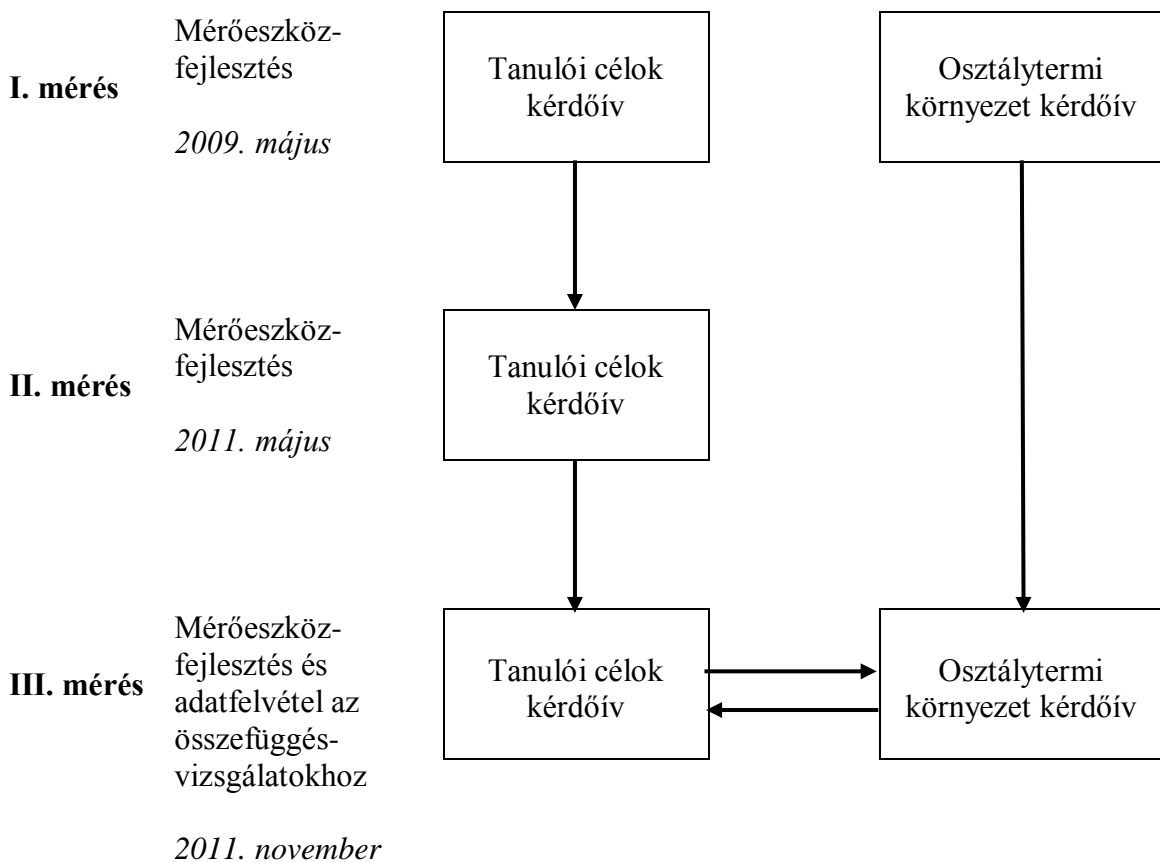 I. mérés
Mérőeszköz-
fejlesztés
2009. május
Tanulói célok
kérdőív
Osztálytermi
környezet kérdőív
II. mérés
Mérőeszköz-
fejlesztés
2011. május
Tanulói célok
kérdőív
III. mérés
Mérőeszköz-
fejlesztés és
adatfelvétel az
összefüggés-
vizsgálatokhoz
2011. november
Tanulói célok
kérdőív
Osztálytermi
környezet kérdőív